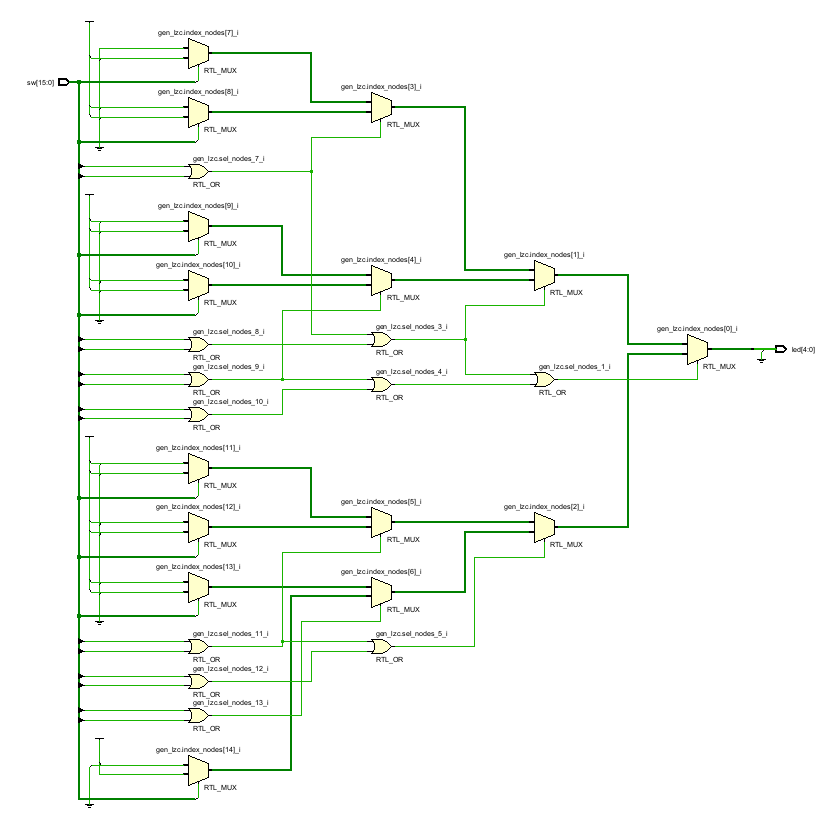 gen_lzc.index_nodes[7]_i
RTL_MUX
sw[15:0]
gen_lzc.index_nodes[3]_i
gen_lzc.index_nodes[8]_i
RTL_MUX
RTL_MUX
gen_lzc.sel_nodes_7_i
RTL_OR
gen_lzc.index_nodes[9]_i
RTL_MUX
gen_lzc.index_nodes[4]_i
gen_lzc.index_nodes[1]_i
gen_lzc.index_nodes[10]_i
RTL_MUX
RTL_MUX
RTL_MUX
gen_lzc.sel_nodes_8_i
gen_lzc.sel_nodes_3_i
gen_lzc.index_nodes[0]_i
RTL_OR
RTL_OR
led[4:0]
gen_lzc.sel_nodes_9_i
gen_lzc.sel_nodes_4_i
gen_lzc.sel_nodes_1_i
RTL_MUX
RTL_OR
RTL_OR
RTL_OR
gen_lzc.sel_nodes_10_i
RTL_OR
gen_lzc.index_nodes[11]_i
RTL_MUX
gen_lzc.index_nodes[5]_i
gen_lzc.index_nodes[12]_i
gen_lzc.index_nodes[2]_i
RTL_MUX
RTL_MUX
RTL_MUX
gen_lzc.index_nodes[13]_i
gen_lzc.index_nodes[6]_i
RTL_MUX
RTL_MUX
gen_lzc.sel_nodes_11_i
gen_lzc.sel_nodes_5_i
RTL_OR
RTL_OR
gen_lzc.sel_nodes_12_i
RTL_OR
gen_lzc.sel_nodes_13_i
RTL_OR
gen_lzc.index_nodes[14]_i
RTL_MUX